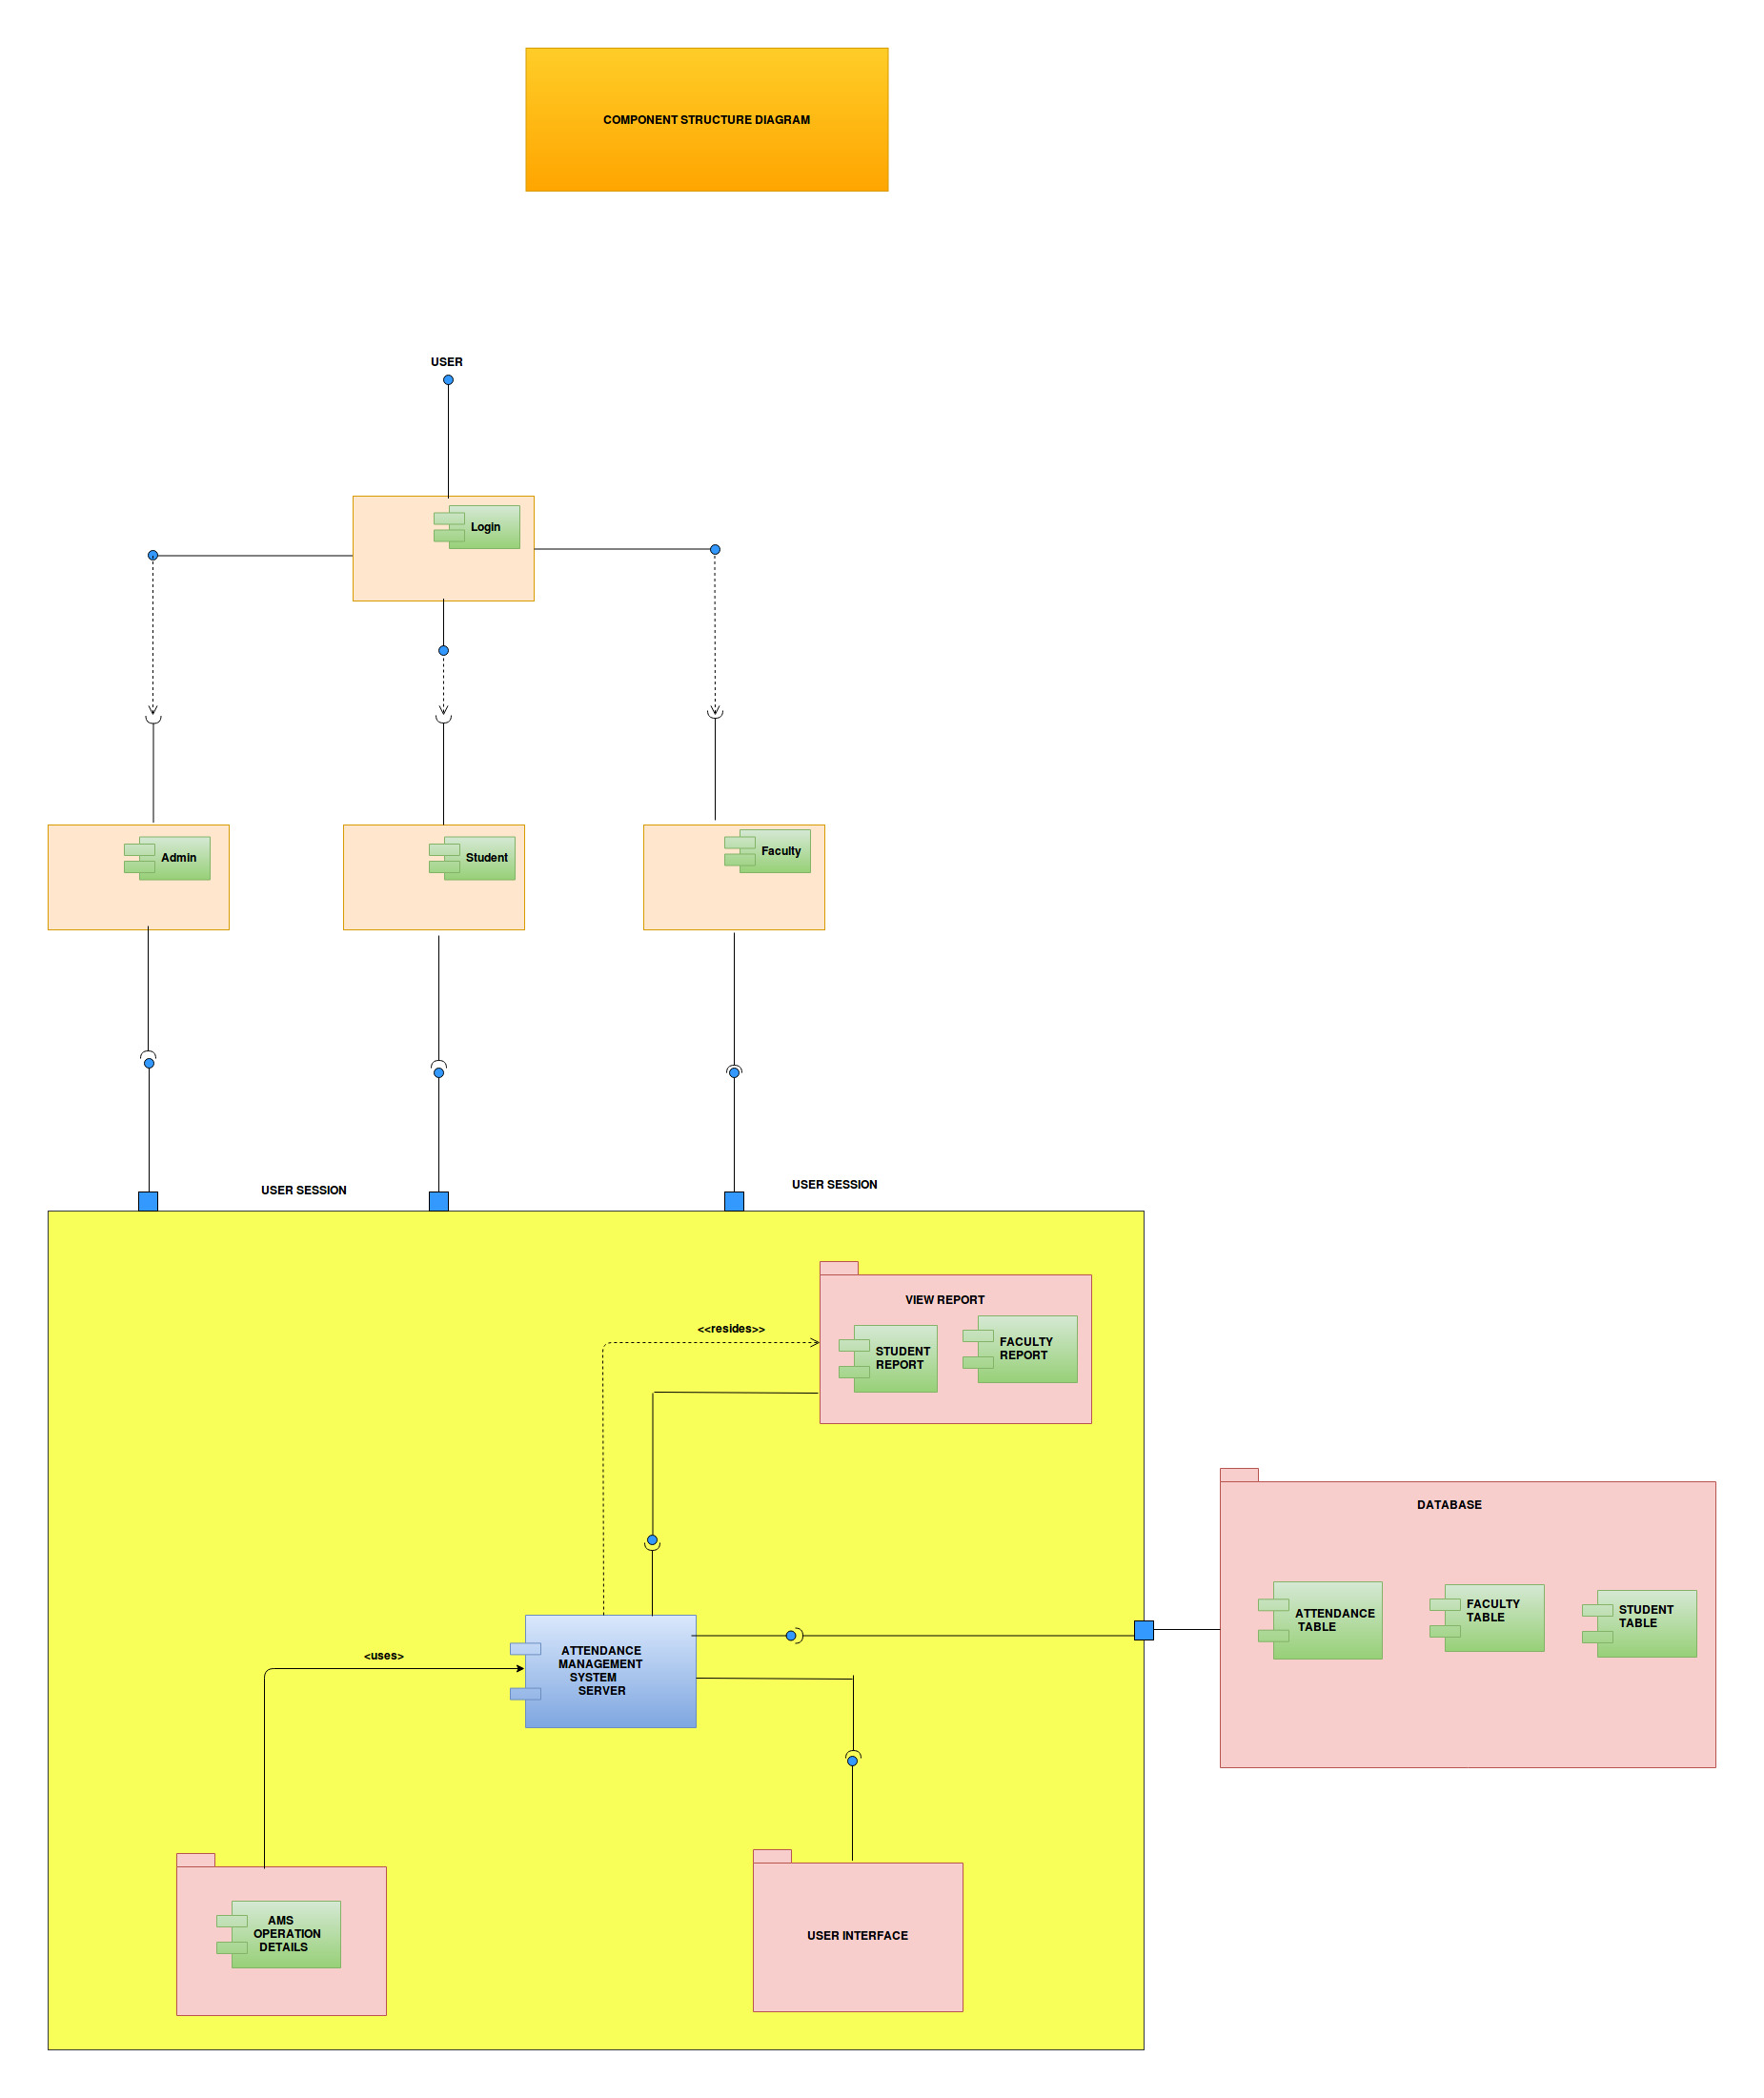 COMPONENT STRUCTURE DIAGRAM
USER
Login
Admin
Student
Faculty
USER SESSION
USER SESSION
VIEW REPORT
<<resides>>
STUDENT
REPORT
FACULTY
REPORT
DATABASE
ATTENDANCE
TABLE
FACULTY
TABLE
STUDENT
TABLE
<uses>
ATTENDANCE
MANAGEMENT
SYSTEM
SERVER
AMS
OPERATION
DETAILS
USER INTERFACE